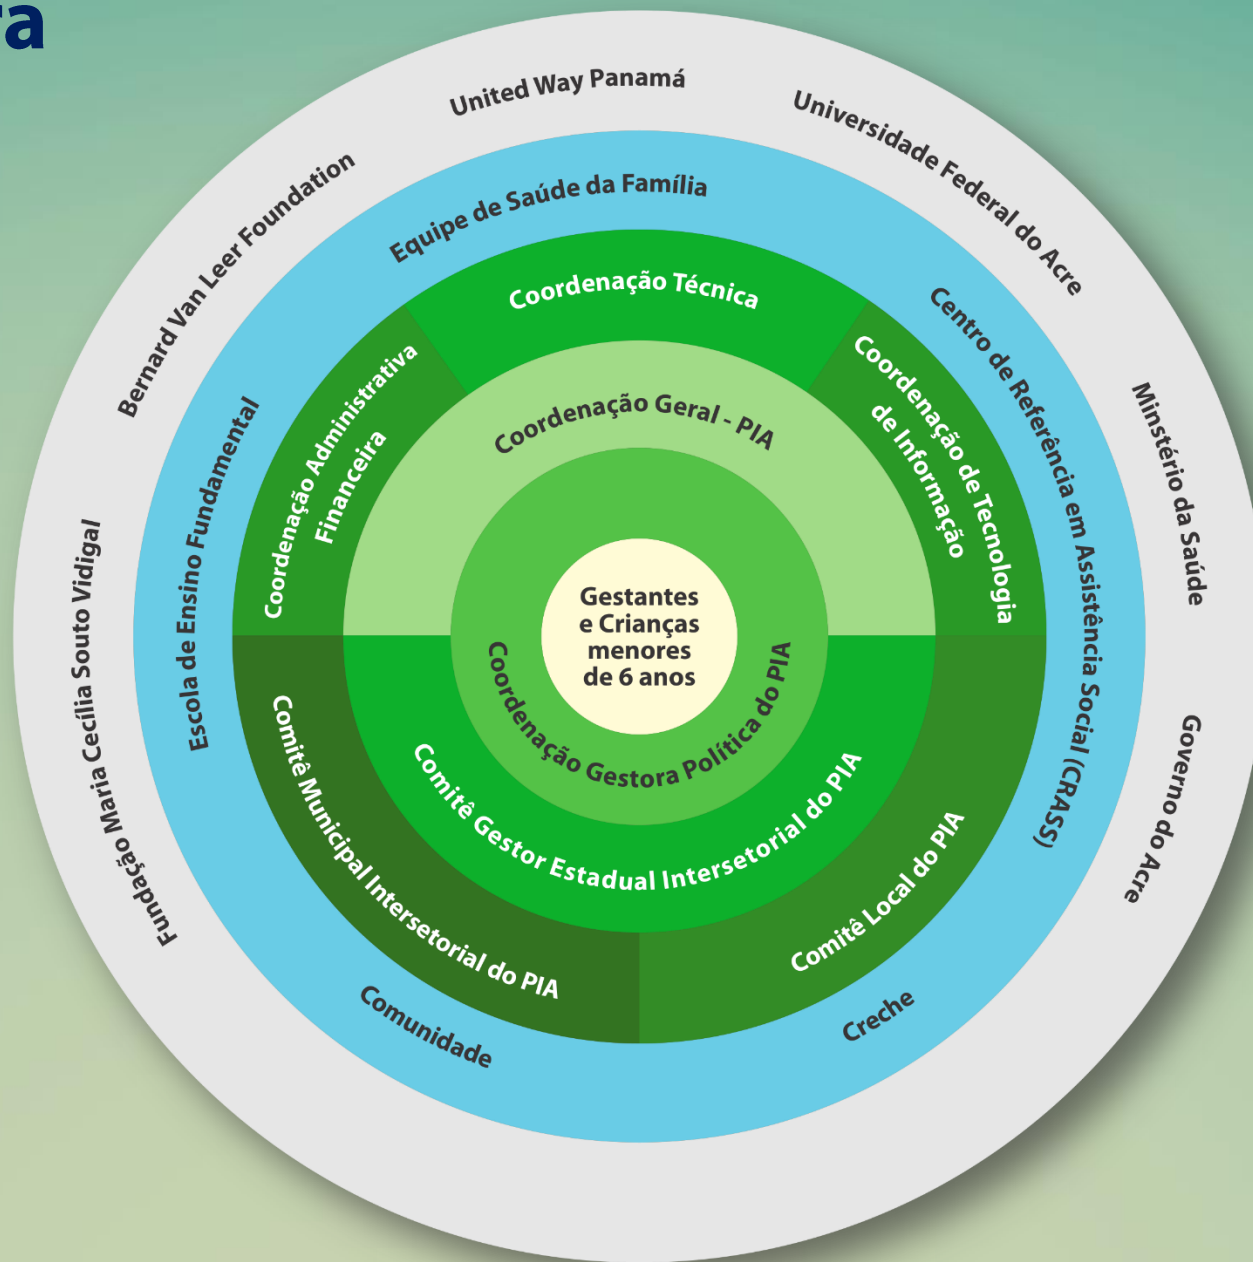 ra
United Way Panamá
Universidade Federal do Acre
Bernard Van Leer Foundation
Minstério da Saúde
Fundação Maria Cecília Souto Vidigal
Governo do Acre
Equipe de Saúde da Família
Centro de Referência em Assistência Social (CRASS)
Escola de Ensino Fundamental
Comunidade
Creche
Coordenação Técnica
Coordenação Administrativa
Financeira
Coordenação de Tecnologia
de Informação
Comitê Municipal Intersetorial do PIA
Comitê Local do PIA
Coordenação Geral - PIA
Comitê Gestor Estadual Intersetorial do PIA
Coordenação Gestora Política do PIA
Gestantes
e Crianças
menores
de 6 anos